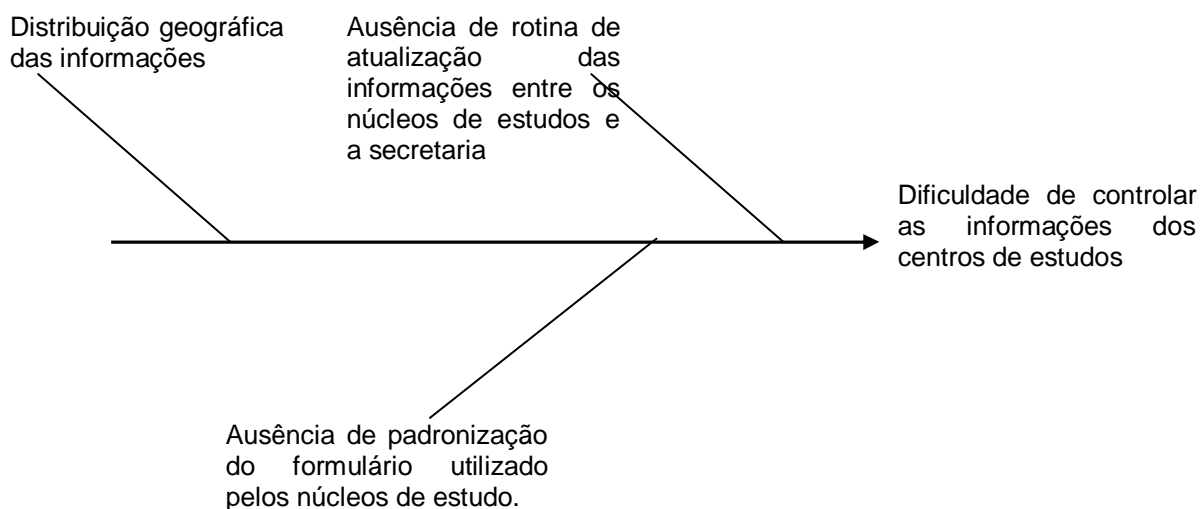 Distribuição geográfica
das informações
Ausência de rotina de
atualização das
informações entre os
núcleos de estudos e
a secretaria
Dificuldade de controlar
as informações dos
centros de estudos
Ausência de padronização
do formulário utilizado
pelos núcleos de estudo.